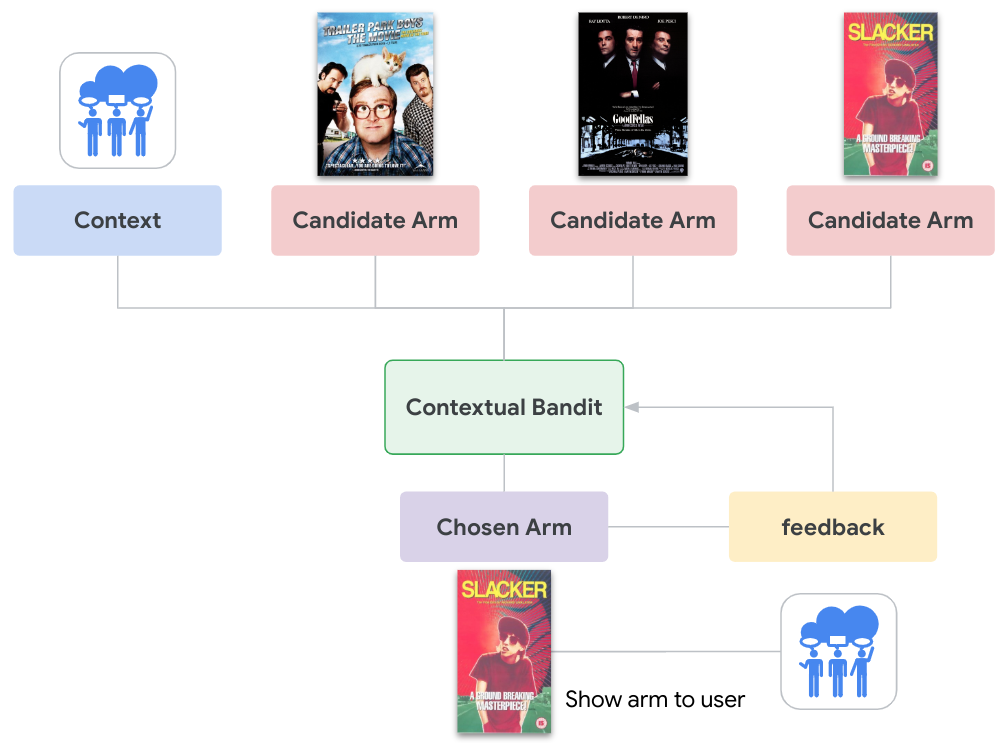 TRAILER PARK BOYS
THE MOVIE
RAY LIOTTA
ROBERT DE NIRO
JOE PESCI
GoodFellas
SLACKER
A GROUND BREAKING
MASTERPIECE!
Context
Candidate Arm
Candidate Arm
Candidate Arm
Contextual Bandit
Chosen Arm
feedback
SLACKER
A GROUND BREAKING
MASTERPIECE!
Show arm to user